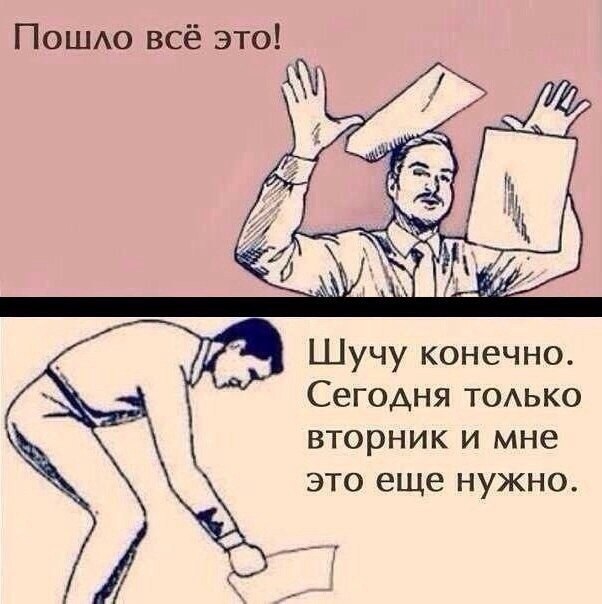 Пошло всё это!
Шучу конечно.
Сегодня только
вторник и мне
это еще нужно.